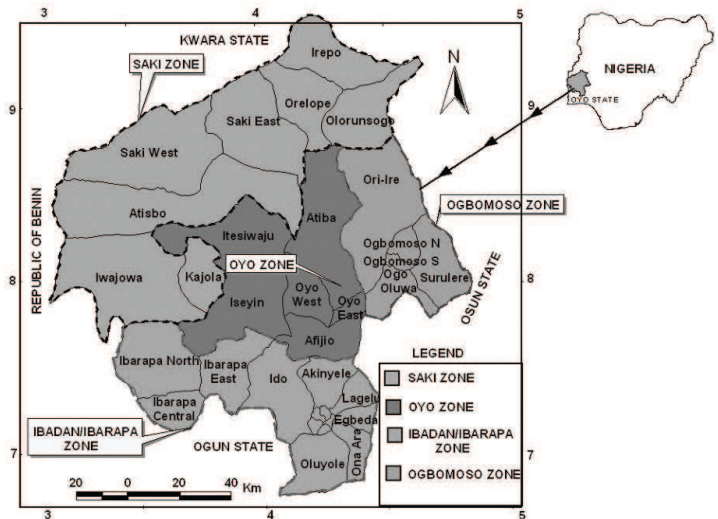 3
4
5
KWARA STATE
SAKI ZONE
Irepo
N
NIGERIA
OYO STATE
9
9
Orelope
Saki East
Olorunsogo
Saki West
Ori-Ire
Atisbo
Atiba
OGBOMOSO ZONE
REPUBLIC OF BENIN
Itesiwaju
Ogbomoso N
Ogbomoso S
OYO ZONE
Ogo
Oluwa
Surulere
8
8
Iwajowa
Kajola
Iseyin
Oyo
West
Oyo
East
OSUN STATE
Afijio
LEGEND
Ibarapa North
Ibarapa
East
Ido
Akinyele
SAKI ZONE
Ibarapa
Central
Lagelu
OYO ZONE
Egbeda
IBADAN/IBARAPA
ZONE
OGUN STATE
Ona Ara
IBADAN/IBARAPA
ZONE
7
7
Oluyole
OGBOMOSO ZONE
20 0 20 40
Km
3
4
5